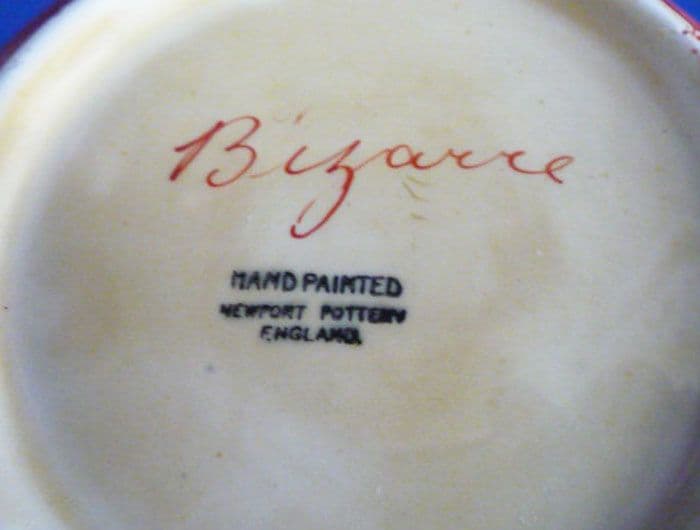 Bizarre
HAND PAINTED
NEWPORT POTTERY
ENGLAND.